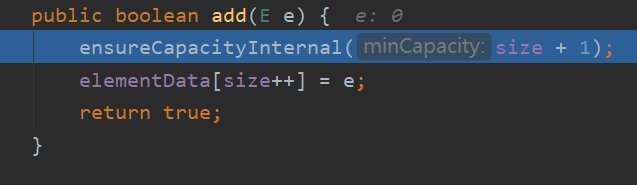 public boolean add(E e) {  e: 0
    ensureCapacityInternal( minCapacity: size + 1);
    elementData[size++] = e;
    return true;
}